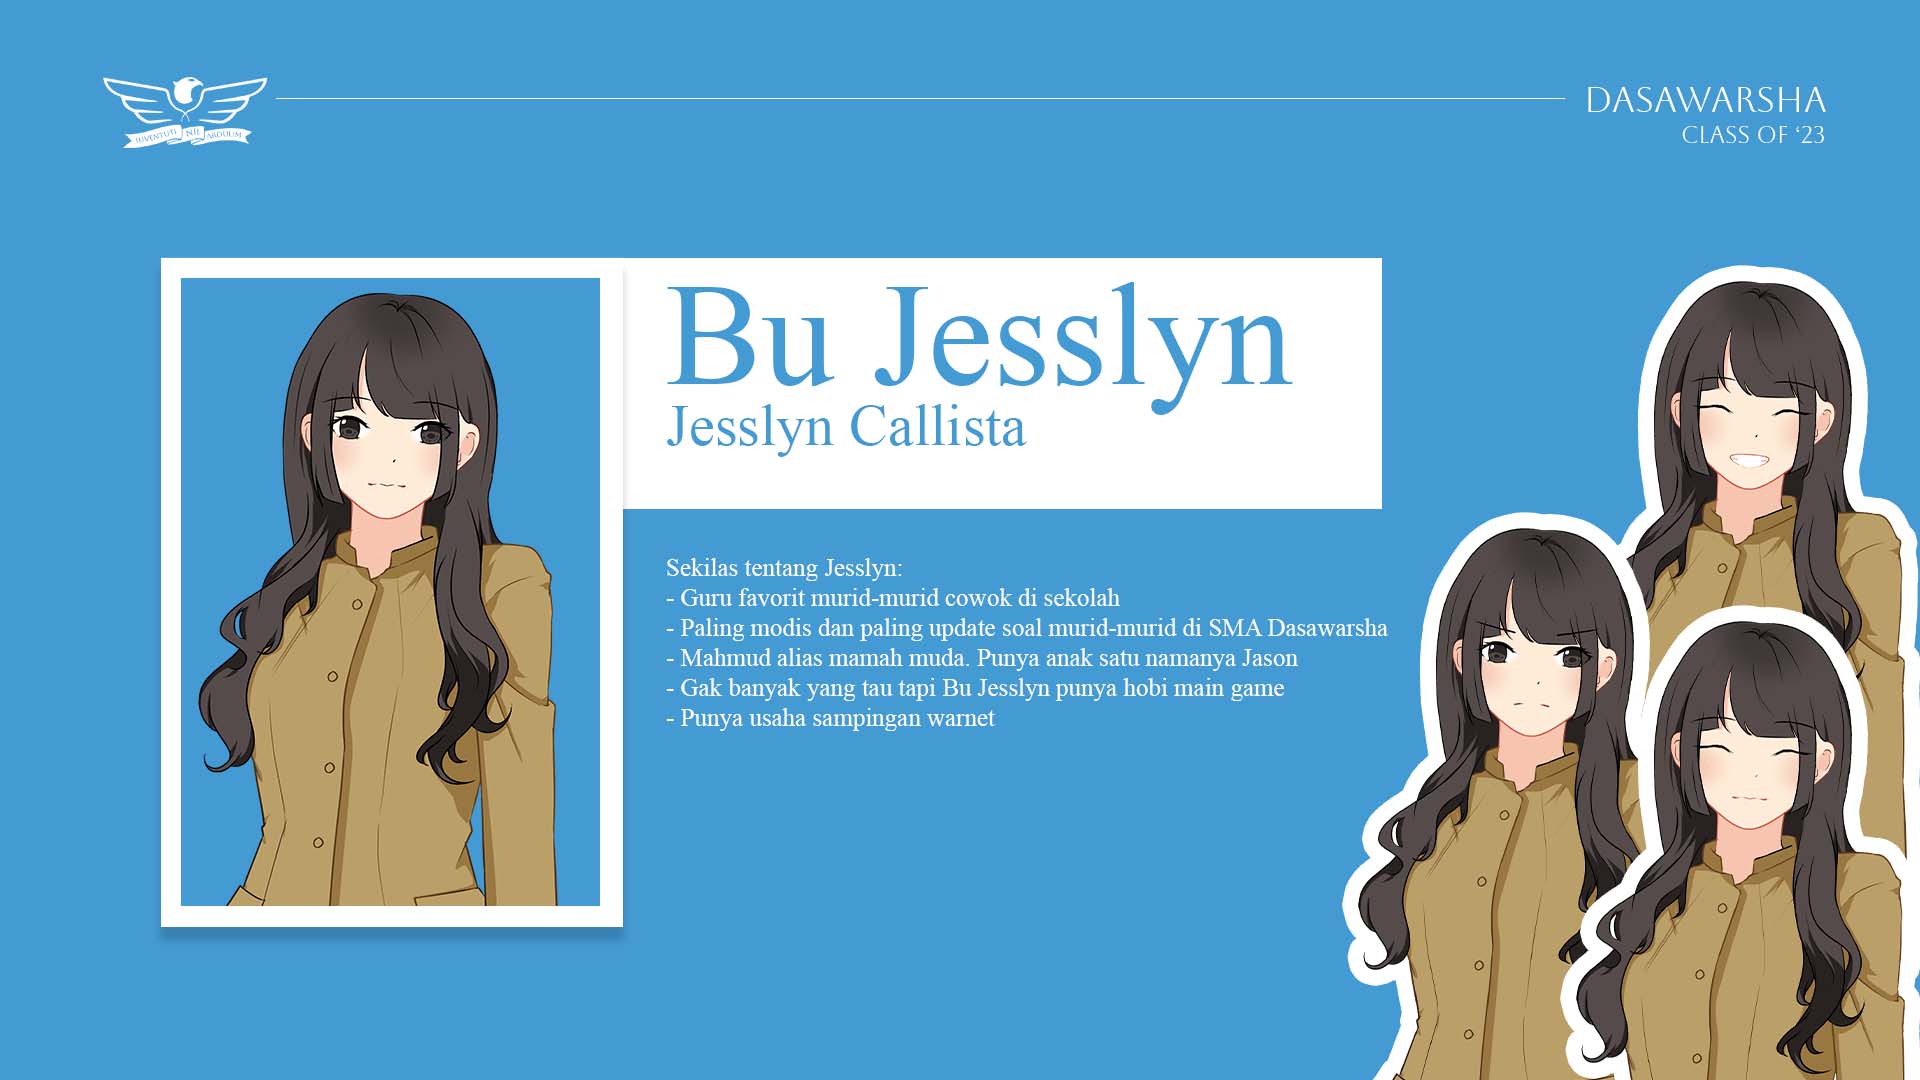 IUVENTUTI NIL ARDUUM
DASAWARSHA
CLASS OF ‘23
Bu Jesslyn
Jesslyn Callista
Sekilas tentang Jesslyn:
- Guru favorit murid-murid cowok di sekolah
- Paling modis dan paling update soal murid-murid di SMA Dasawarsha
- Mahmud alias mamah muda. Punya anak satu namanya Jason
- Gak banyak yang tau tapi Bu Jesslyn punya hobi main game
- Punya usaha sampingan warnet